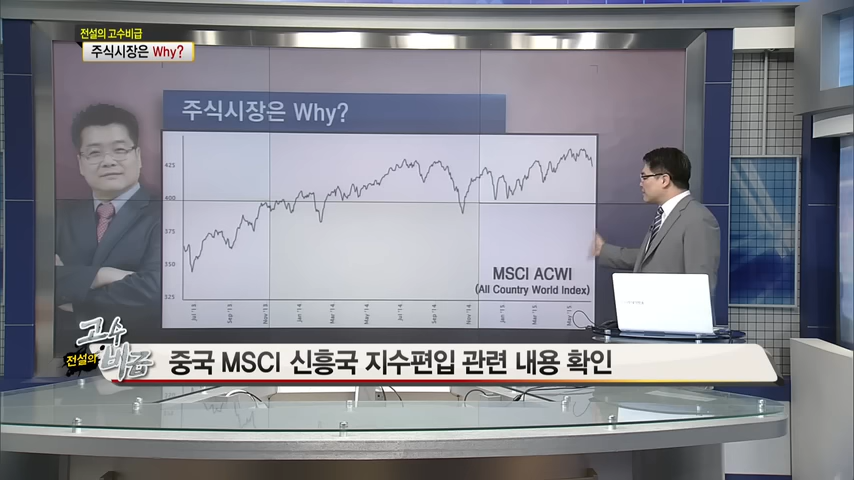 전설의 고수비급
주식시장은 Why?
주식시장은 Why?
425
400
375
350
325
MSCI ACWI
(All Country World Index)
Jul '13
Sep '13
Nov '13
Jan '14
Mar '14
May '14
Jul '14
Sep '14
Nov '14
Jan '15
Mar '15
May '15
전설의 고수비급
중국 MSCI 신흥국 지수편입 관련 내용 확인